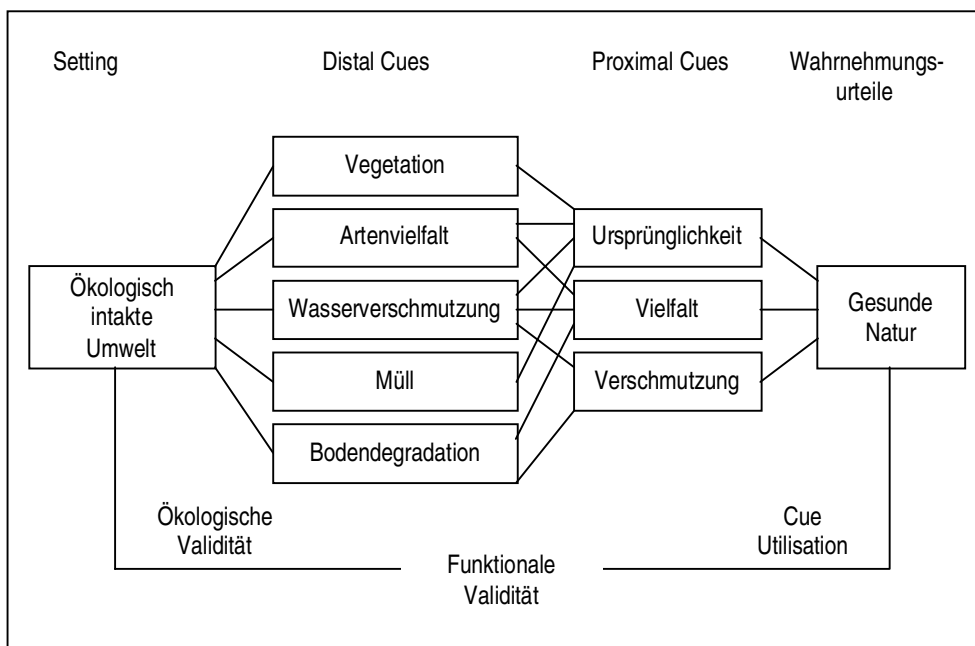 Setting
Distal Cues
Proximal Cues
Wahrnehmungs-
urteile
Vegetation
Artenvielfalt
Ursprünglichkeit
Ökologisch
intakte
Umwelt
Wasserverschmutzung
Vielfalt
Gesunde
Natur
Müll
Verschmutzung
Bodendegradation
Ökologische
Validität
Cue
Utilisation
Funktionale
Validität